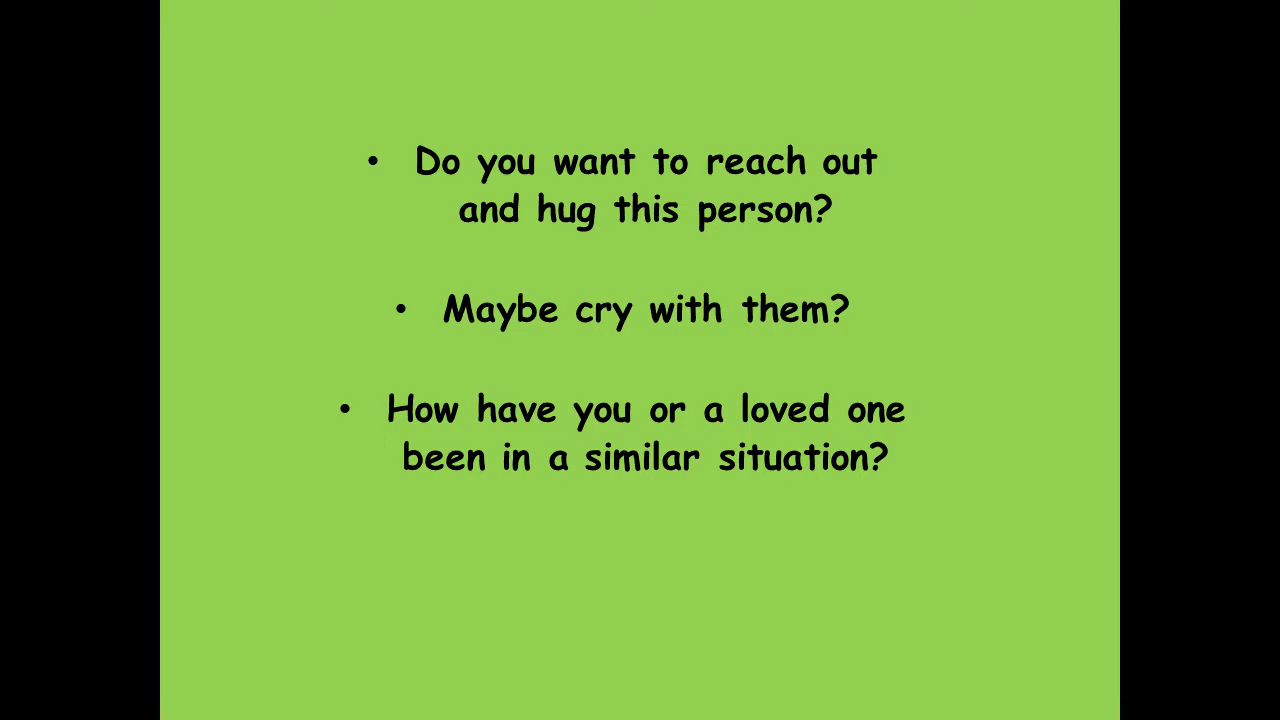 • Do you want to reach out
and hug this person?
• Maybe cry with them?
• How have you or a loved one
been in a similar situation?